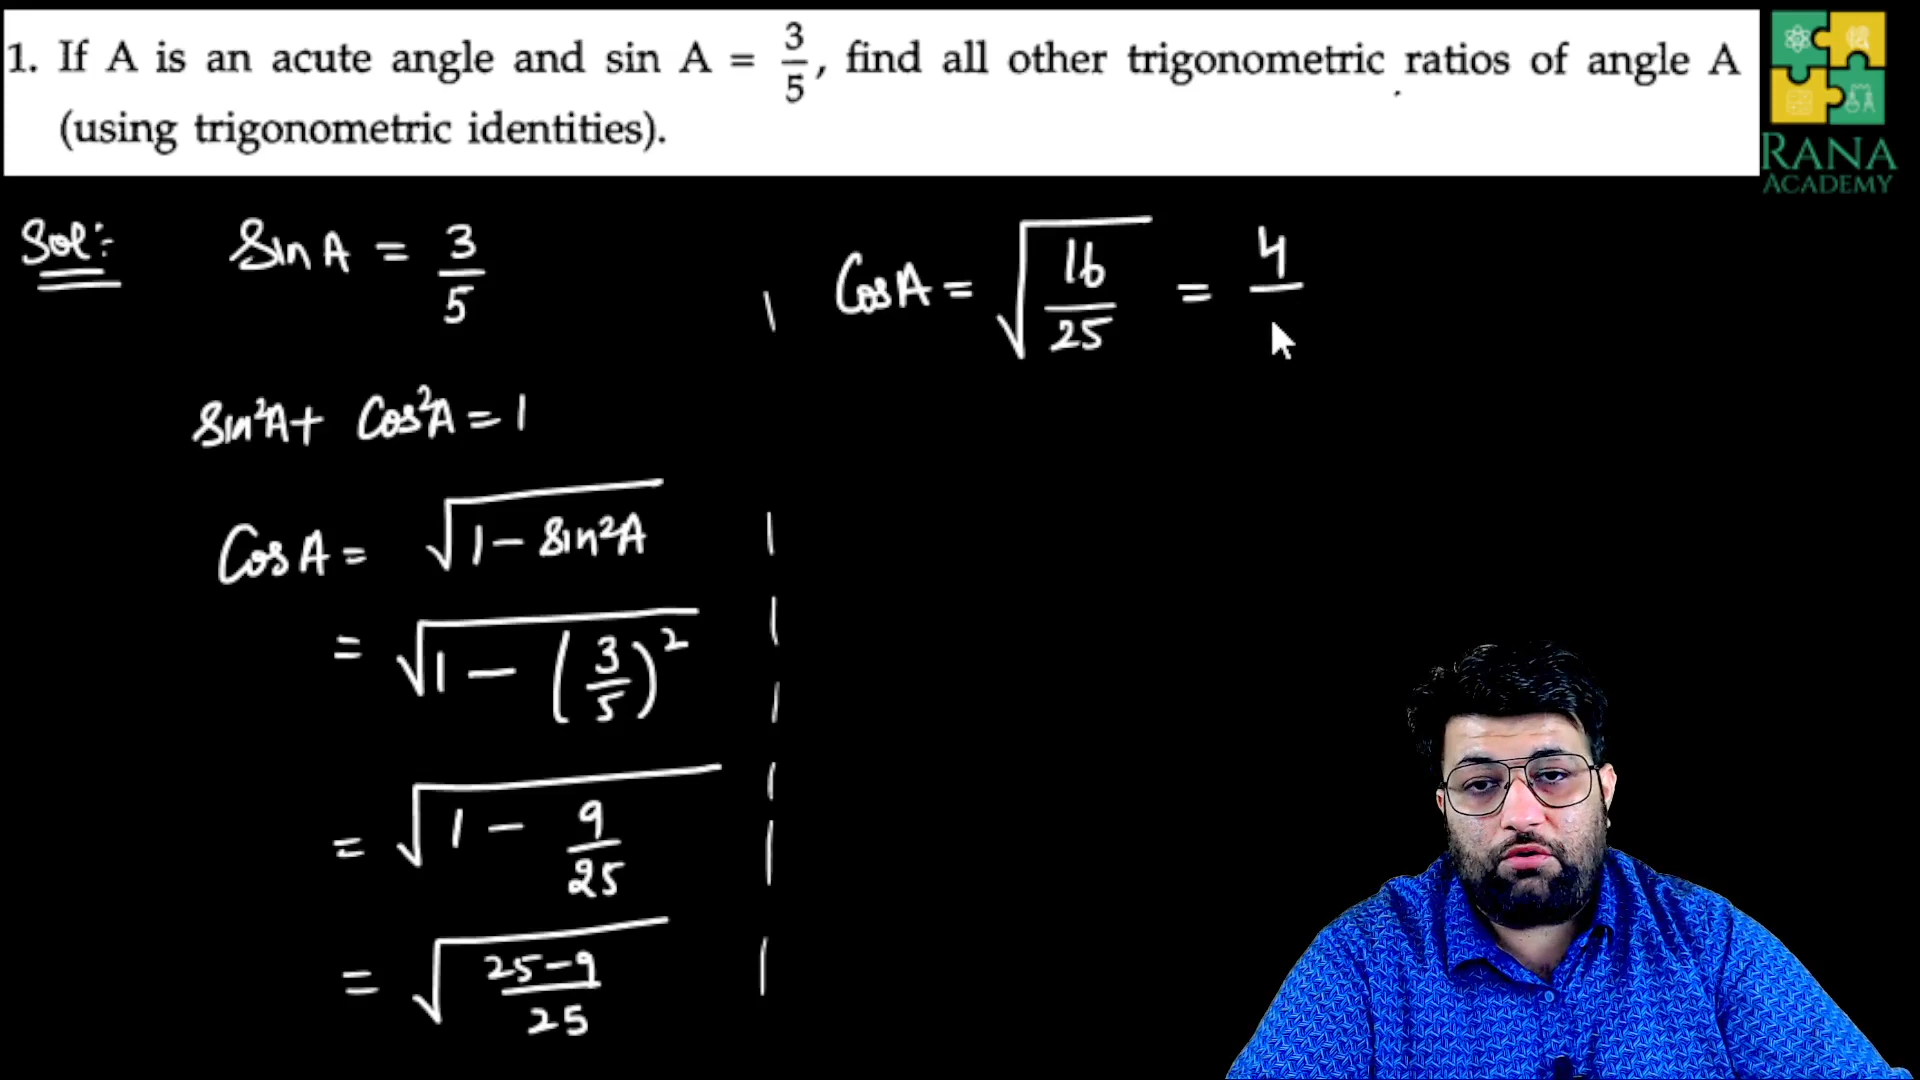 1. If A is an acute angle and sin A = 3/5, find all other trigonometric ratios of angle A
(using trigonometric identities).
RANA
ACADEMY
Sol:
Sin A = 3/5
Sin²A + Cos²A = 1
Cos A = √(1 - Sin²A)
= √(1 - (3/5)²)
= √(1 - 9/25)
= √((25-9)/25)
Cos A = √(16/25) = 4/